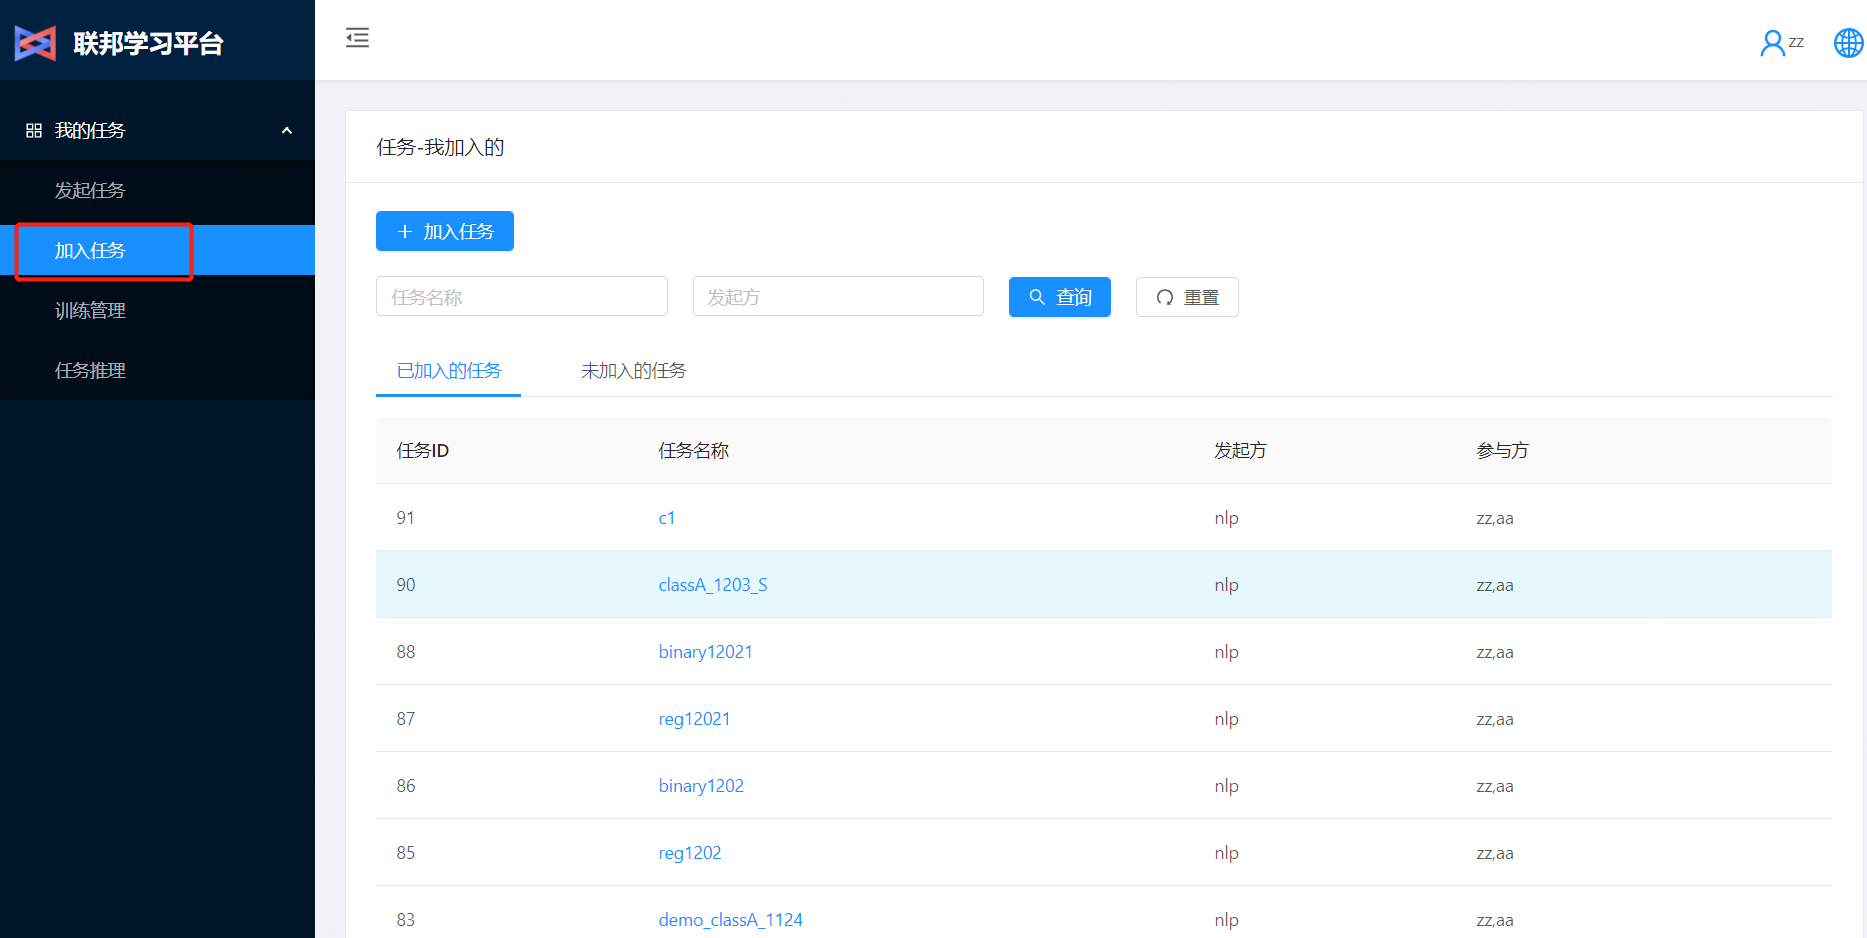 联邦学习平台
zz
我的任务
发起任务
加入任务
训练管理
任务推理
任务-我加入的
加入任务
任务名称 发起方 查询 重置
已加入的任务 未加入的任务
任务ID 任务名称 发起方 参与方
91 c1 nlp zz,aa
90 classA_1203_S nlp zz,aa
88 binary12021 nlp zz,aa
87 reg12021 nlp zz,aa
86 binary1202 nlp zz,aa
85 reg1202 nlp zz,aa
83 demo_classA_1124 nlp zz,aa